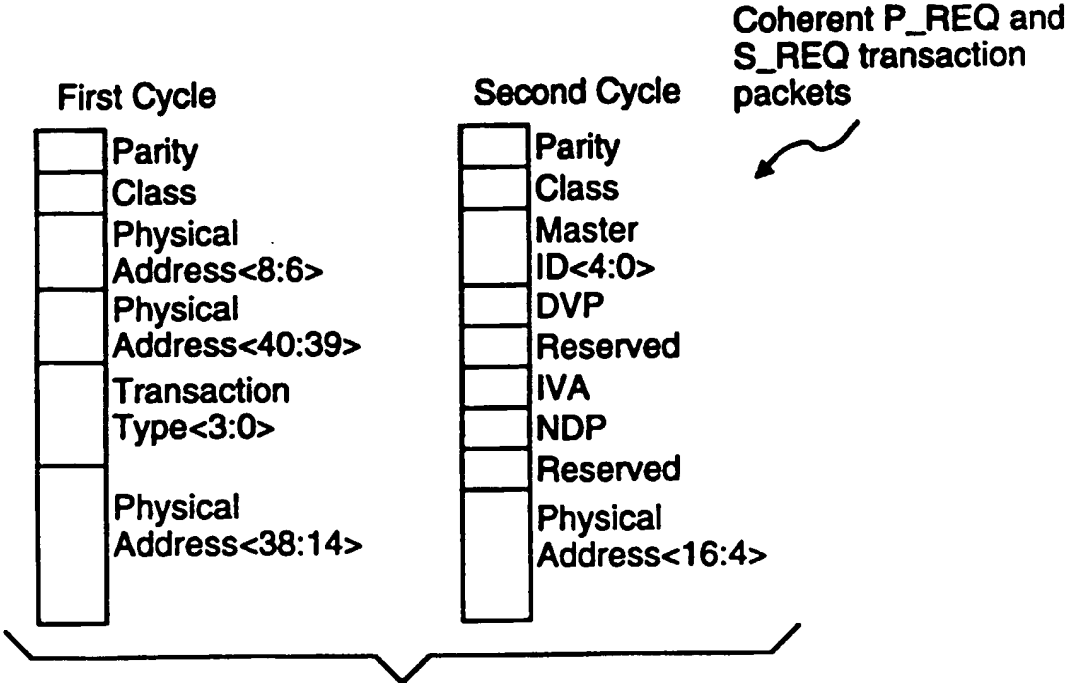 Coherent P_REQ and
S_REQ transaction
packets
First Cycle
Parity
Class
Physical
Address<8:6>
Physical
Address<40:39>
Transaction
Type<3:0>
Physical
Address<38:14>
Second Cycle
Parity
Class
Master
ID<4:0>
DVP
Reserved
IVA
NDP
Reserved
Physical
Address<16:4>